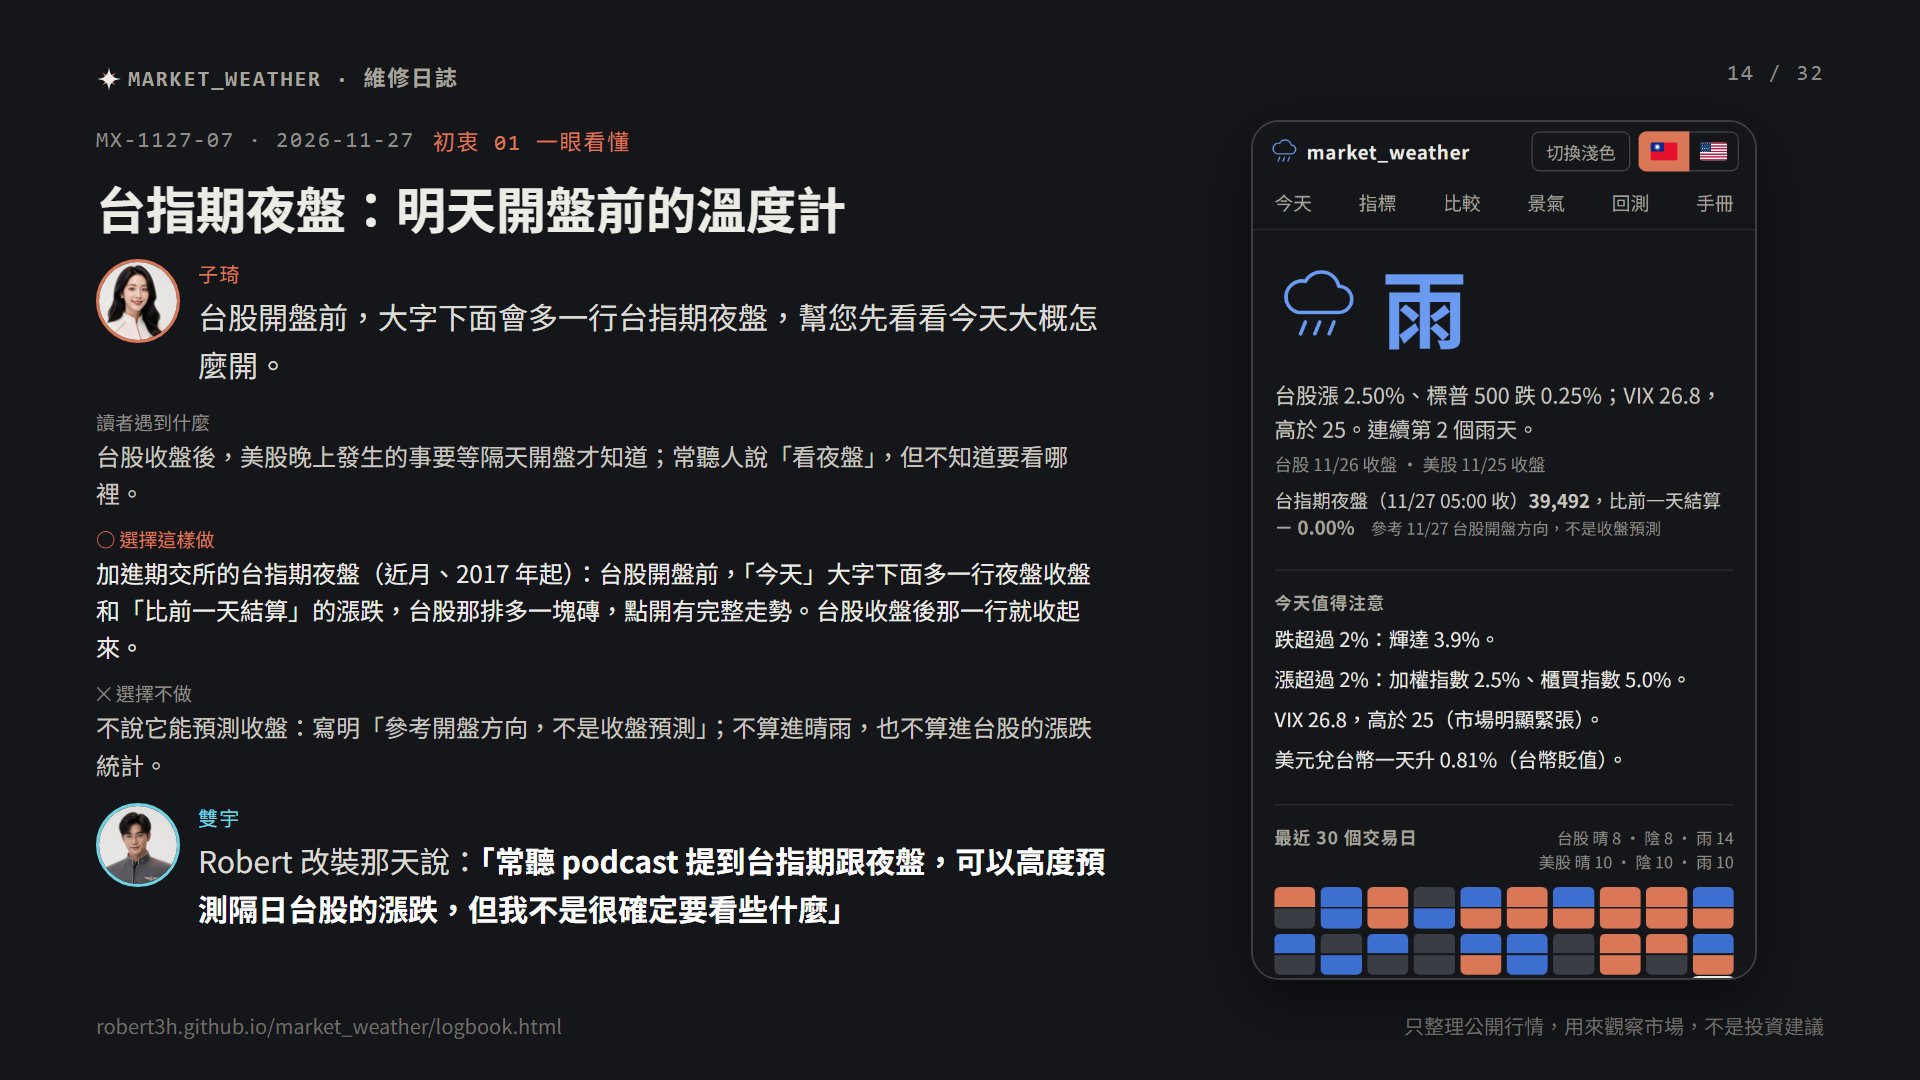 MARKET_WEATHER · 維修日誌
14 / 32
MX-1127-07 · 2026-11-27 初衷 01 一眼看懂
台指期夜盤：明天開盤前的溫度計
子琦
台股開盤前，大字下面會多一行台指期夜盤，幫您先看看今天大概怎
麼開。
讀者遇到什麼
台股收盤後，美股晚上發生的事要等隔天開盤才知道；常聽人說「看夜盤」，但不知道要看哪
裡。
○ 選擇這樣做
加進期交所的台指期夜盤（近月、2017 年起）：台股開盤前，「今天」大字下面多一行夜盤收盤
和「比前一天結算」的漲跌，台股那排多一塊磚，點開有完整走勢。台股收盤後那一行就收起
來。
╳ 選擇不做
不說它能預測收盤：寫明「參考開盤方向，不是收盤預測」；不算進晴雨，也不算進台股的漲跌
統計。
雙宇
Robert 改裝那天說：「常聽 podcast 提到台指期跟夜盤，可以高度預
測隔日台股的漲跌，但我不是很確定要看些什麼」
market_weather
切換淺色
今天 指標 比較 景氣 回測 手冊
雨
台股漲 2.50%、標普 500 跌 0.25%；VIX 26.8，
高於 25。連續第 2 個雨天。
台股 11/26 收盤 · 美股 11/25 收盤
台指期夜盤（11/27 05:00 收）39,492，比前一天結算
─ 0.00% 參考 11/27 台股開盤方向，不是收盤預測
今天值得注意
跌超過 2%：輝達 3.9%。
漲超過 2%：加權指數 2.5%、櫃買指數 5.0%。
VIX 26.8，高於 25（市場明顯緊張）。
美元兌台幣一天升 0.81%（台幣貶值）。
最近 30 個交易日
台股 晴 8 · 陰 8 · 雨 14
美股 晴 10 · 陰 10 · 雨 10
robert3h.github.io/market_weather/logbook.html
只整理公開行情，用來觀察市場，不是投資建議